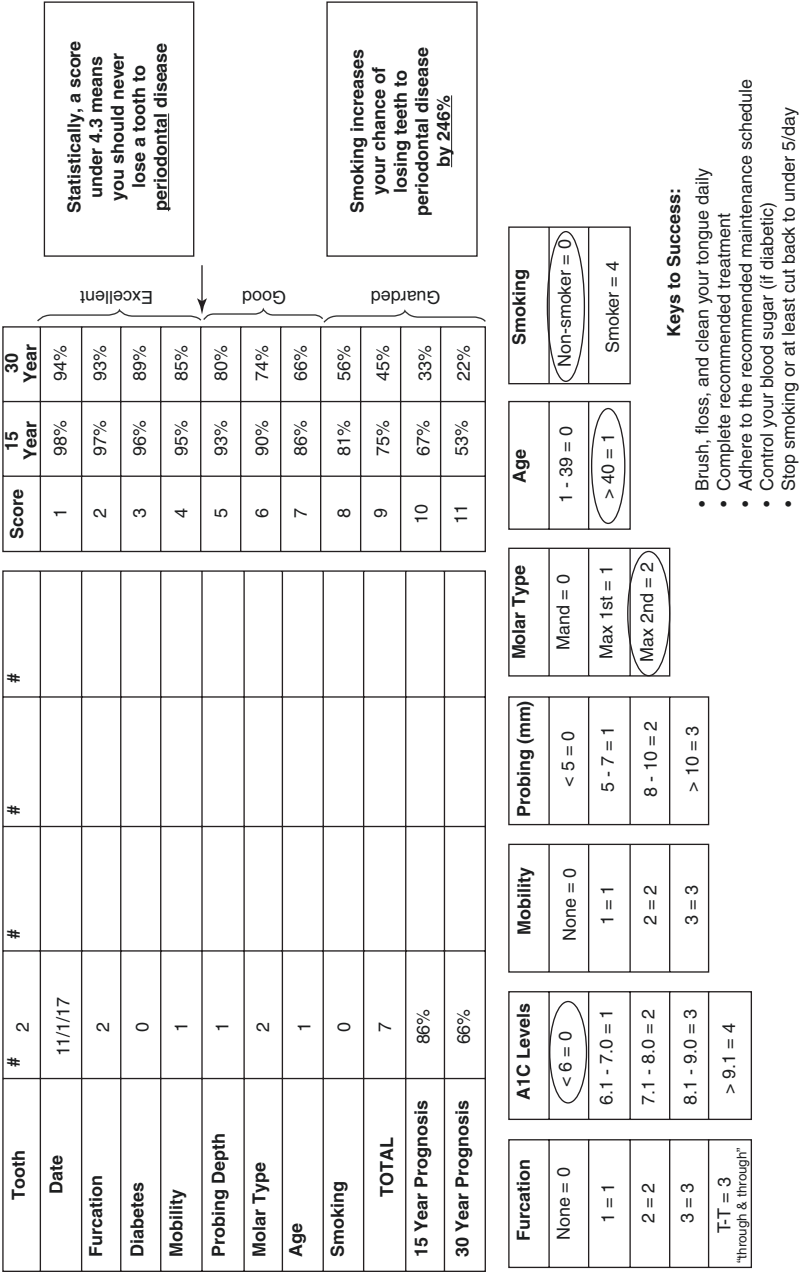 Tooth # 2 # # #
Date 11/1/17
Furcation 2
Diabetes 0
Mobility 1
Probing Depth 1
Molar Type 2
Age 1
Smoking 0
TOTAL 7
15 Year Prognosis 86%
30 Year Prognosis 66%
Score 15 Year 30 Year
1 98% 94%
2 97% 93%
3 96% 89%
4 95% 85%
5 93% 80%
6 90% 74%
7 86% 66%
8 81% 56%
9 75% 45%
10 67% 33%
11 53% 22%
Excellent
Good
Guarded
Statistically, a score
under 4.3 means
you should never
lose a tooth to
periodontal disease
Smoking increases
your chance of
losing teeth to
periodontal disease
by 246%
Furcation
None = 0
1 = 1
2 = 2
3 = 3
T-T = 3
"through & through"
A1C Levels
< 6 = 0
6.1 - 7.0 = 1
7.1 - 8.0 = 2
8.1 - 9.0 = 3
> 9.1 = 4
Mobility
None = 0
1 = 1
2 = 2
3 = 3
Probing (mm)
< 5 = 0
5 - 7 = 1
8 - 10 = 2
> 10 = 3
Molar Type
Mand = 0
Max 1st = 1
Max 2nd = 2
Age
1 - 39 = 0
> 40 = 1
Smoking
Non-smoker = 0
Smoker = 4
Keys to Success:
• Brush, floss, and clean your tongue daily
• Complete recommended treatment
• Adhere to the recommended maintenance schedule
• Control your blood sugar (if diabetic)
• Stop smoking or at least cut back to under 5/day